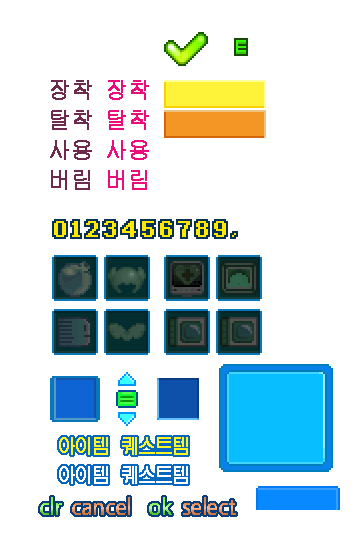 장착 장착
탈착 탈착
사용 사용
버림 버림
0123456789,
아이템 퀘스트템
아이템 퀘스트템
clr cancel ok select